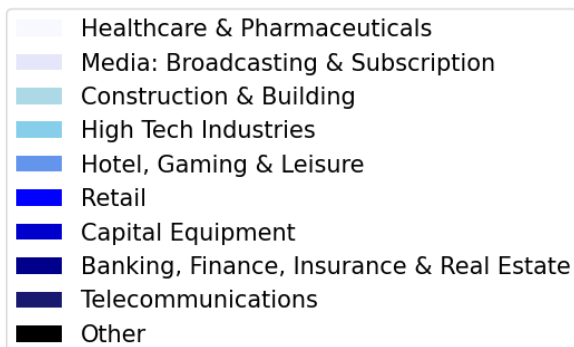 Healthcare & Pharmaceuticals
Media: Broadcasting & Subscription
Construction & Building
High Tech Industries
Hotel, Gaming & Leisure
Retail
Capital Equipment
Banking, Finance, Insurance & Real Estate
Telecommunications
Other